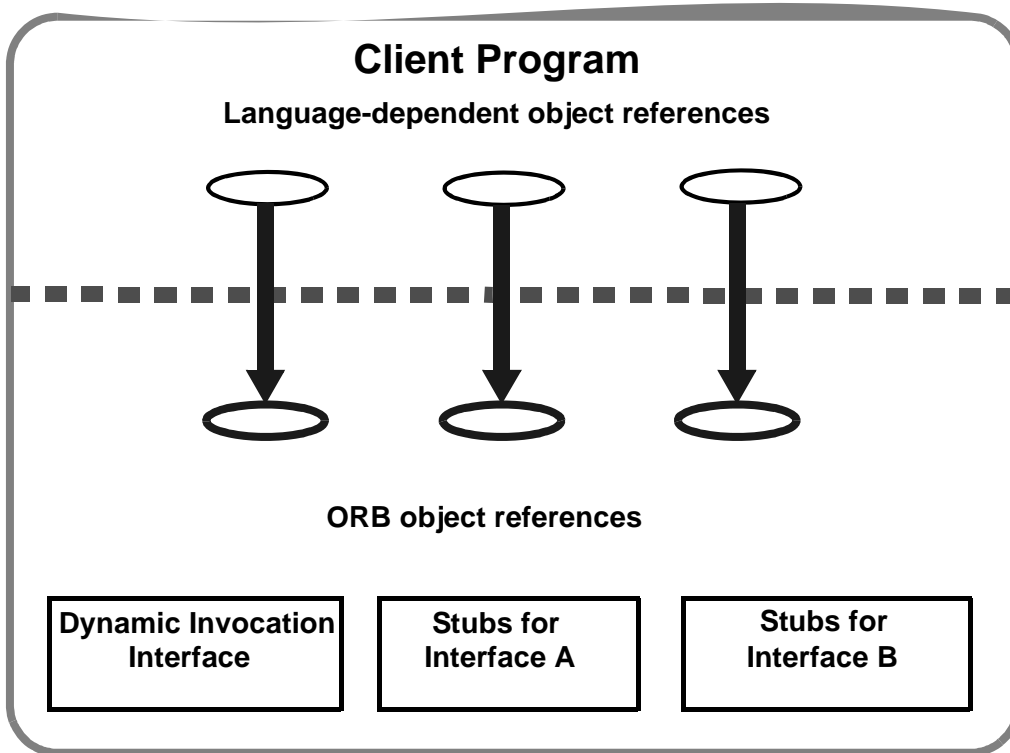 Client Program
Language-dependent object references
ORB object references
Dynamic Invocation
Interface
Stubs for
Interface A
Stubs for
Interface B